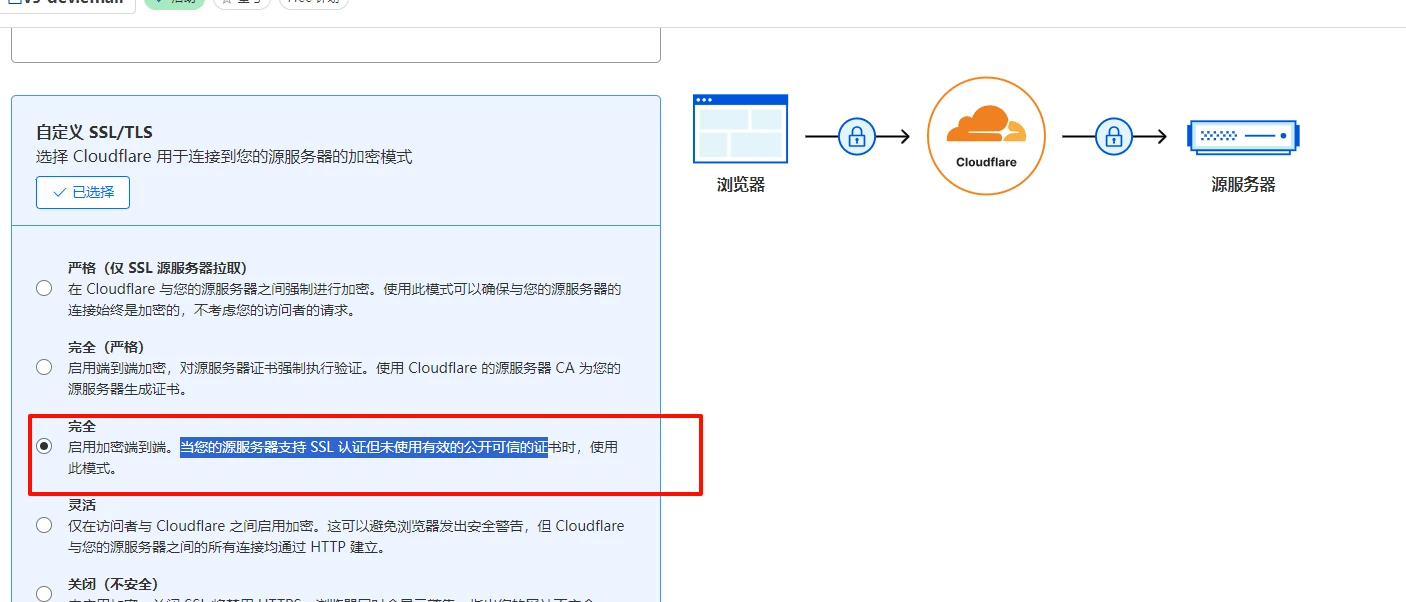 自定义 SSL/TLS
选择 Cloudflare 用于连接到您的源服务器的加密模式
已选择
Cloudflare
浏览器
源服务器
严格（仅 SSL 源服务器拉取）
在 Cloudflare 与您的源服务器之间强制进行加密。使用此模式可以确保与您的源服务器的
连接始终是加密的，不考虑您的访问者的请求。
完全（严格）
启用端到端加密，对源服务器证书强制执行验证。使用 Cloudflare 的源服务器 CA 为您的
源服务器生成证书。
完全
启用加密端到端。当您的源服务器支持 SSL 认证但未使用有效的公开可信的证书时，使用
此模式。
灵活
仅在访问者与 Cloudflare 之间启用加密。这可以避免浏览器发出安全警告，但 Cloudflare
与您的源服务器之间的所有连接均通过 HTTP 建立。
关闭（不安全）